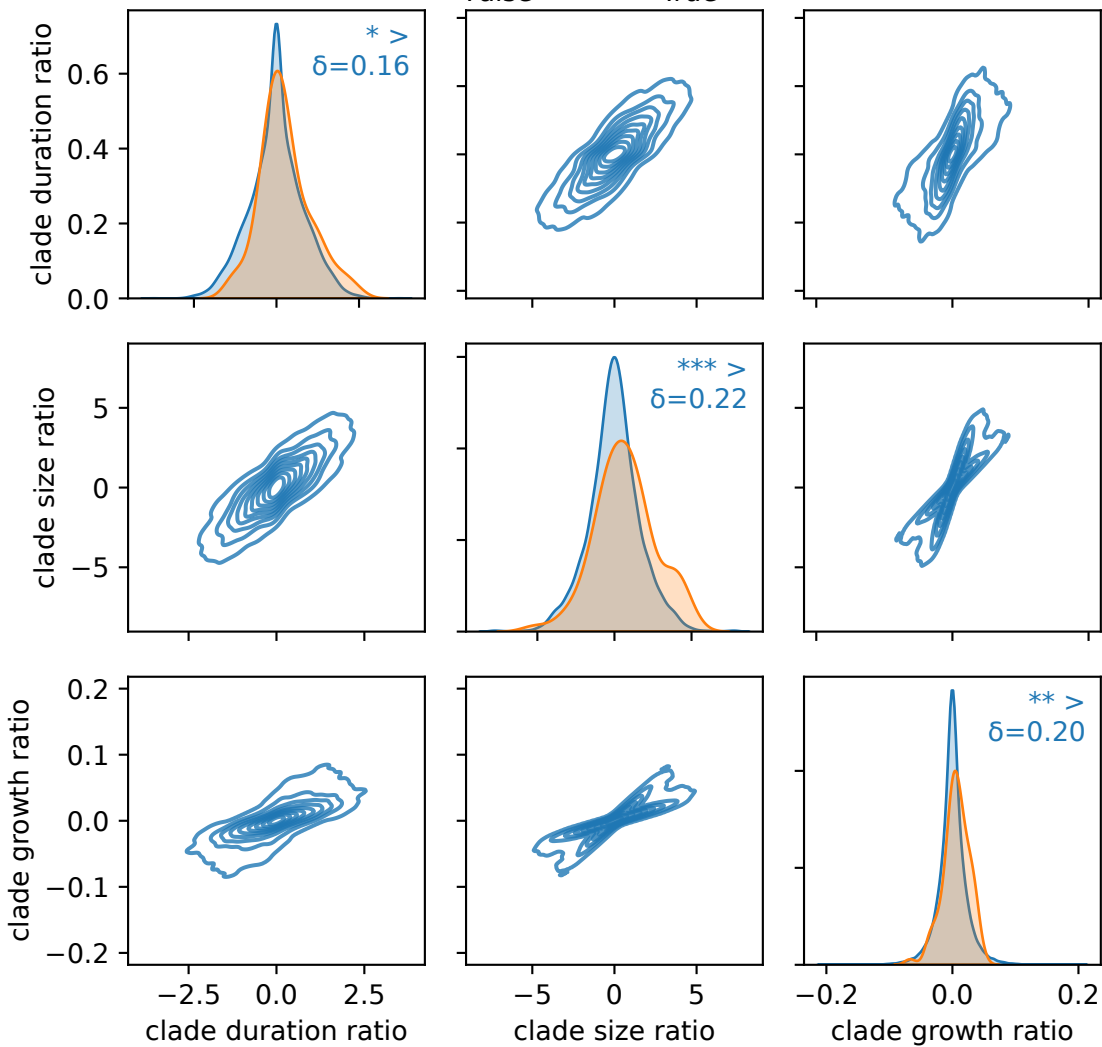 * >
δ=0.16
clade duration ratio
0.6
0.4
0.2
0.0
*** >
δ=0.22
clade size ratio
5
0
−5
** >
δ=0.20
clade growth ratio
0.2
0.1
0.0
−0.1
−0.2
−2.5 0.0 2.5
−5 0 5
−0.2 0.0 0.2
clade duration ratio
clade size ratio
clade growth ratio